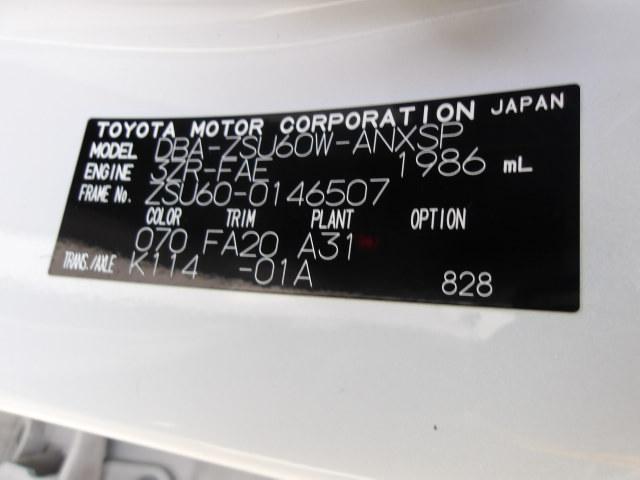 TOYOTA MOTOR CORPORATION JAPAN
MODEL DBA-ZSU60W-ANXSP
ENGINE 3ZR-FAE 1986 mL
FRAME No. ZSU60-0146507
COLOR TRIM PLANT OPTION
070 FA20 A31
TRANS./AXLE K114 -01A 828